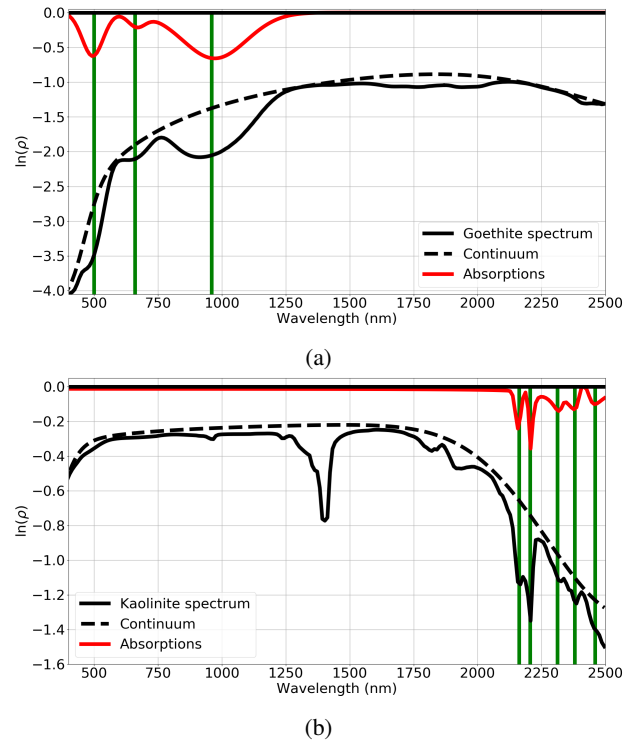 0.0
−0.5
−1.0
−1.5
−2.0
−2.5
−3.0
−3.5
−4.0
ln(ρ)
Goethite spectrum
Continuum
Absorptions
500 750 1000 1250 1500 1750 2000 2250 2500
Wavelength (nm)
(a)
0.0
−0.2
−0.4
−0.6
−0.8
−1.0
−1.2
−1.4
−1.6
ln(ρ)
Kaolinite spectrum
Continuum
Absorptions
500 750 1000 1250 1500 1750 2000 2250 2500
Wavelength (nm)
(b)